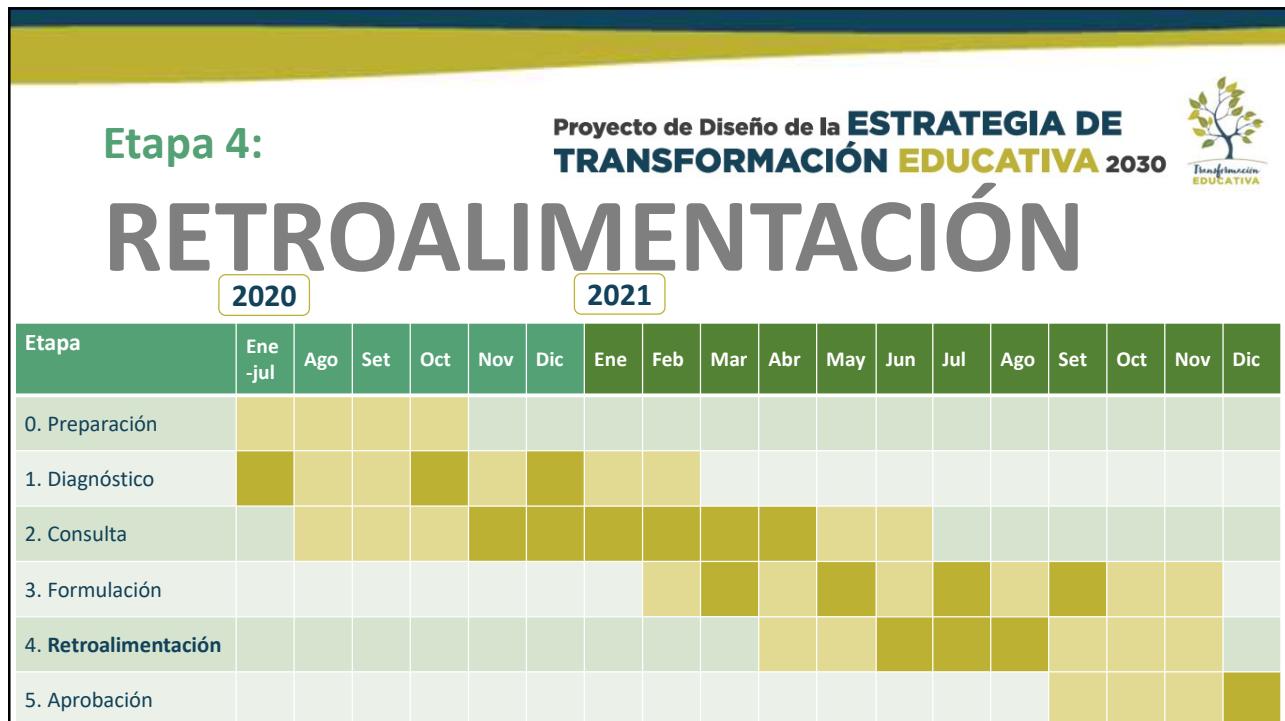 Etapa 4:
Proyecto de Diseño de la ESTRATEGIA DE
TRANSFORMACIÓN EDUCATIVA 2030
Transformación
EDUCATIVA
RETROALIMENTACIÓN
2020
2021
Etapa Ene -jul Ago Set Oct Nov Dic Ene Feb Mar Abr May Jun Jul Ago Set Oct Nov Dic
0. Preparación
1. Diagnóstico
2. Consulta
3. Formulación
4. Retroalimentación
5. Aprobación